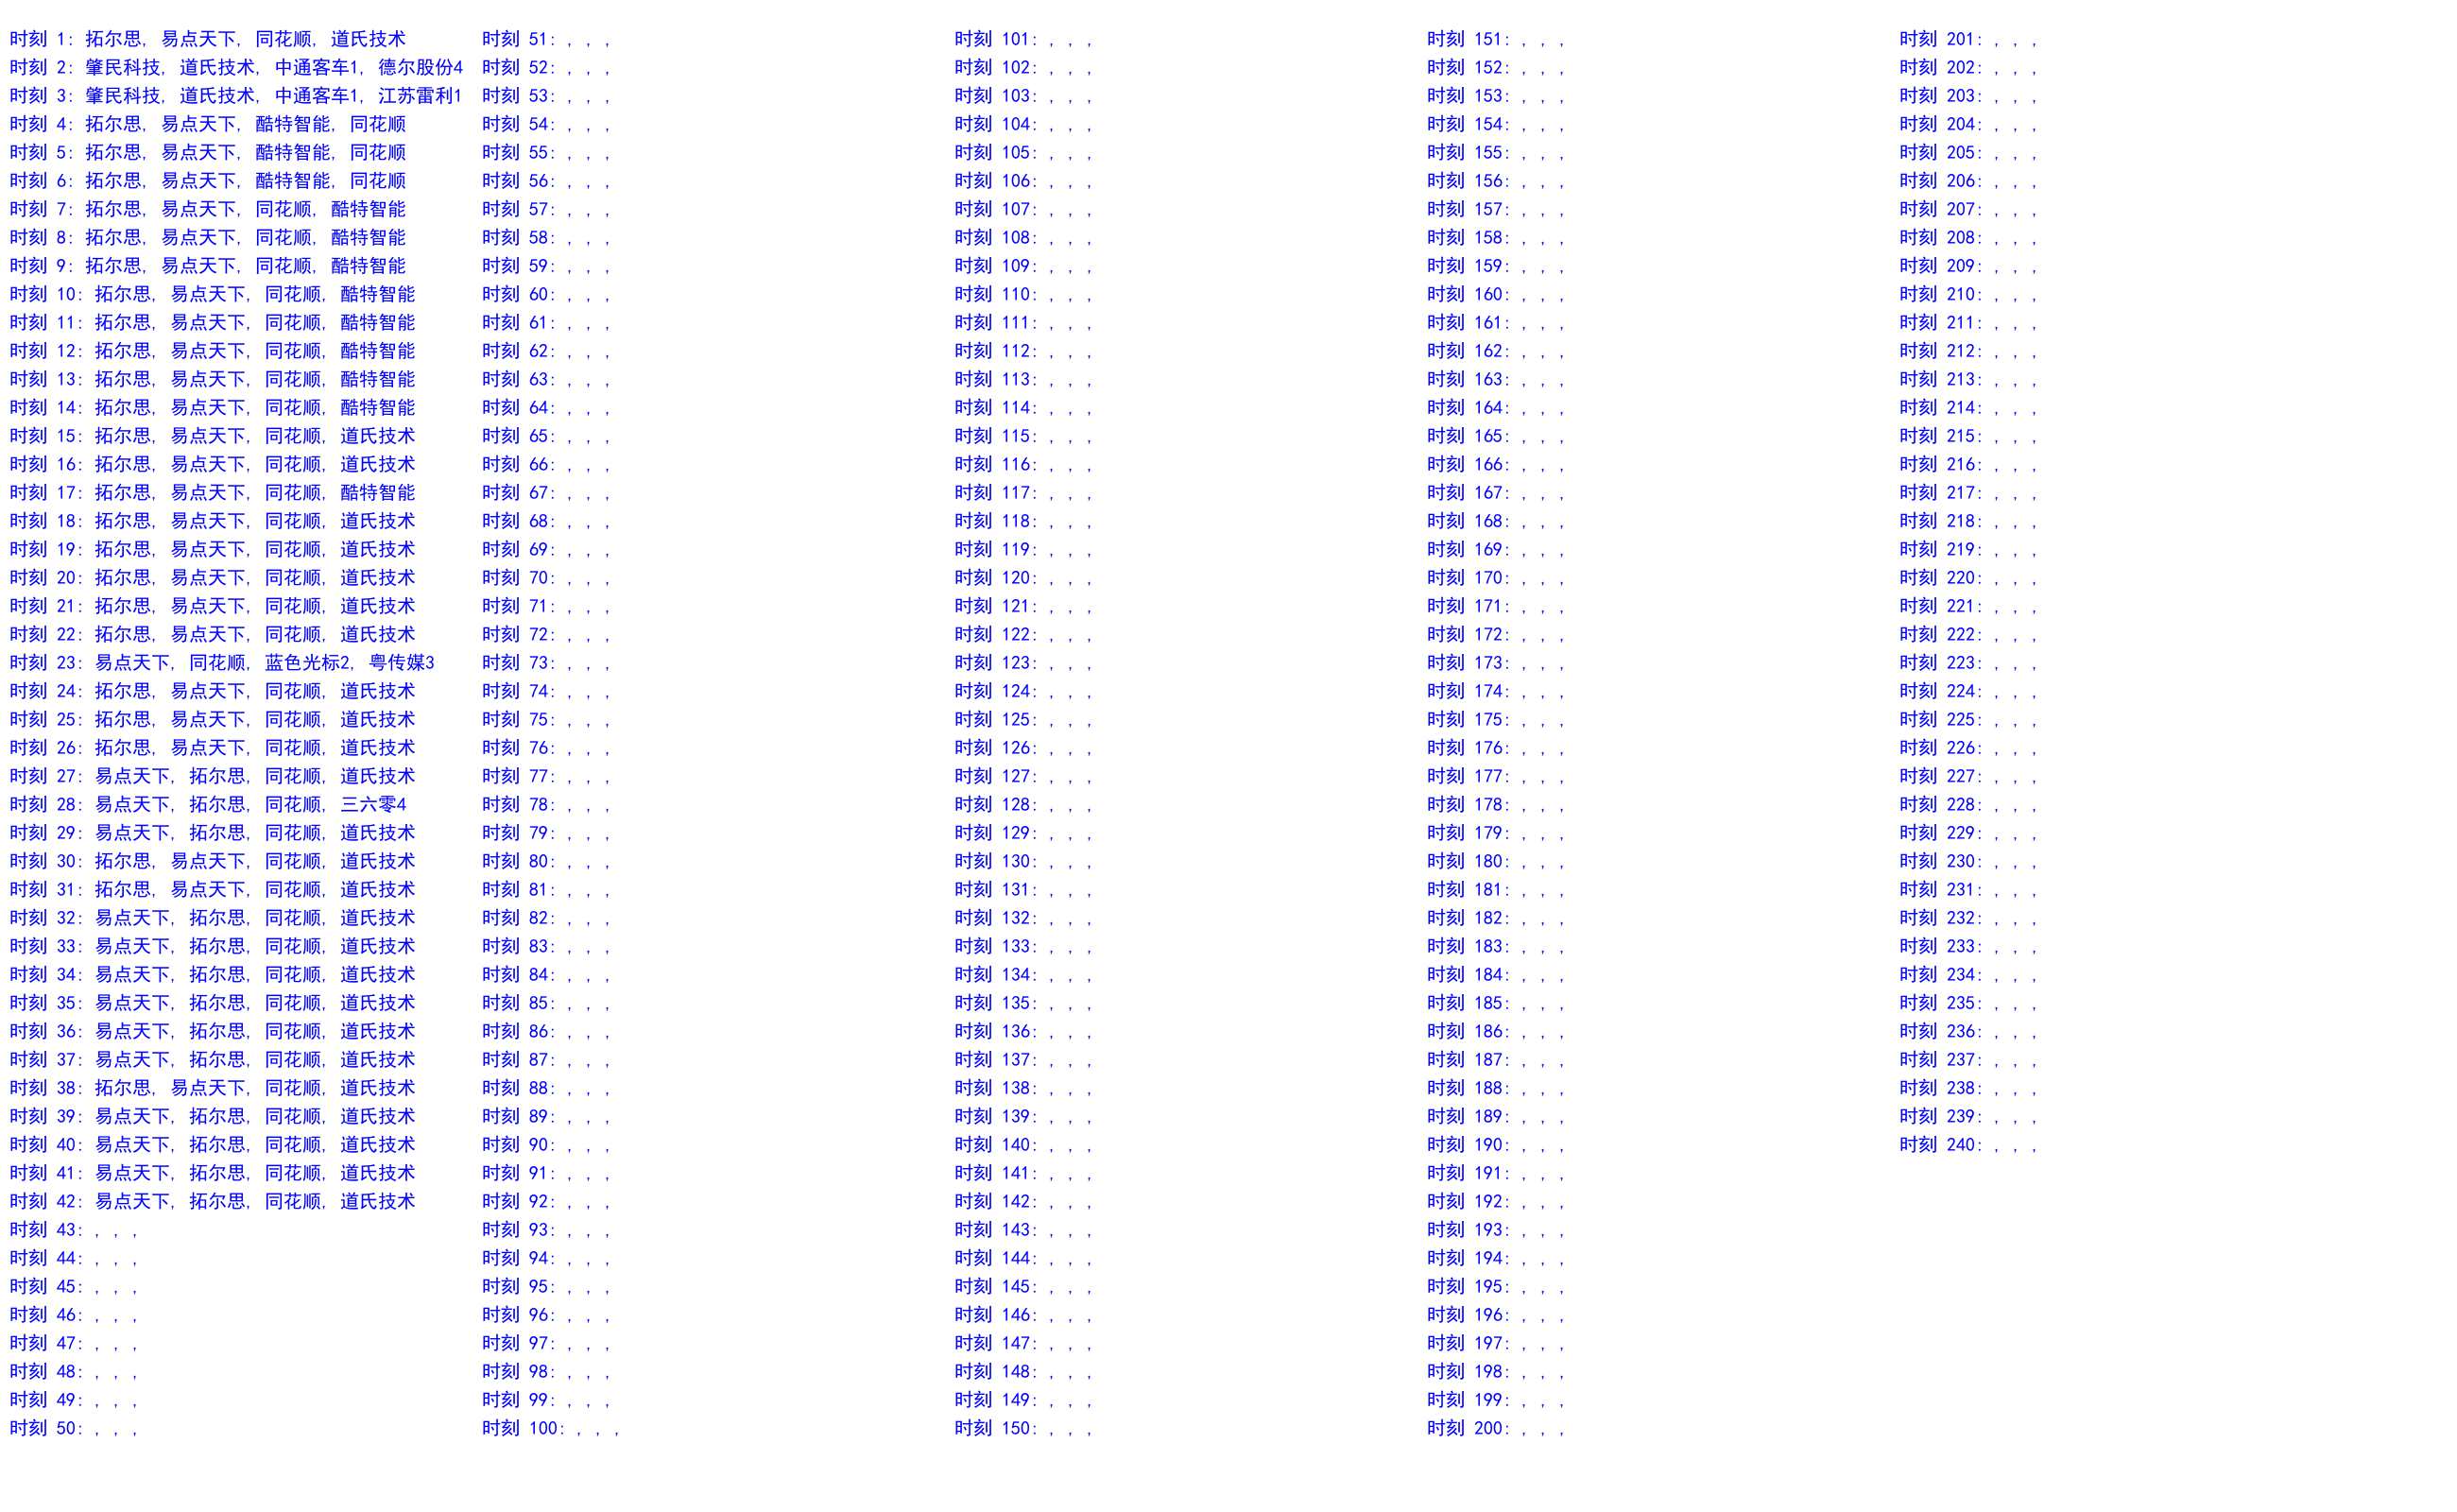 时刻 1: 拓尔思, 易点天下, 同花顺, 道氏技术
时刻 2: 肇民科技, 道氏技术, 中通客车1, 德尔股份4
时刻 3: 肇民科技, 道氏技术, 中通客车1, 江苏雷利1
时刻 4: 拓尔思, 易点天下, 酷特智能, 同花顺
时刻 5: 拓尔思, 易点天下, 酷特智能, 同花顺
时刻 6: 拓尔思, 易点天下, 酷特智能, 同花顺
时刻 7: 拓尔思, 易点天下, 同花顺, 酷特智能
时刻 8: 拓尔思, 易点天下, 同花顺, 酷特智能
时刻 9: 拓尔思, 易点天下, 同花顺, 酷特智能
时刻 10: 拓尔思, 易点天下, 同花顺, 酷特智能
时刻 11: 拓尔思, 易点天下, 同花顺, 酷特智能
时刻 12: 拓尔思, 易点天下, 同花顺, 酷特智能
时刻 13: 拓尔思, 易点天下, 同花顺, 酷特智能
时刻 14: 拓尔思, 易点天下, 同花顺, 酷特智能
时刻 15: 拓尔思, 易点天下, 同花顺, 道氏技术
时刻 16: 拓尔思, 易点天下, 同花顺, 道氏技术
时刻 17: 拓尔思, 易点天下, 同花顺, 酷特智能
时刻 18: 拓尔思, 易点天下, 同花顺, 道氏技术
时刻 19: 拓尔思, 易点天下, 同花顺, 道氏技术
时刻 20: 拓尔思, 易点天下, 同花顺, 道氏技术
时刻 21: 拓尔思, 易点天下, 同花顺, 道氏技术
时刻 22: 拓尔思, 易点天下, 同花顺, 道氏技术
时刻 23: 易点天下, 同花顺, 蓝色光标2, 粤传媒3
时刻 24: 拓尔思, 易点天下, 同花顺, 道氏技术
时刻 25: 拓尔思, 易点天下, 同花顺, 道氏技术
时刻 26: 拓尔思, 易点天下, 同花顺, 道氏技术
时刻 27: 易点天下, 拓尔思, 同花顺, 道氏技术
时刻 28: 易点天下, 拓尔思, 同花顺, 三六零4
时刻 29: 易点天下, 拓尔思, 同花顺, 道氏技术
时刻 30: 拓尔思, 易点天下, 同花顺, 道氏技术
时刻 31: 拓尔思, 易点天下, 同花顺, 道氏技术
时刻 32: 易点天下, 拓尔思, 同花顺, 道氏技术
时刻 33: 易点天下, 拓尔思, 同花顺, 道氏技术
时刻 34: 易点天下, 拓尔思, 同花顺, 道氏技术
时刻 35: 易点天下, 拓尔思, 同花顺, 道氏技术
时刻 36: 易点天下, 拓尔思, 同花顺, 道氏技术
时刻 37: 易点天下, 拓尔思, 同花顺, 道氏技术
时刻 38: 拓尔思, 易点天下, 同花顺, 道氏技术
时刻 39: 易点天下, 拓尔思, 同花顺, 道氏技术
时刻 40: 易点天下, 拓尔思, 同花顺, 道氏技术
时刻 41: 易点天下, 拓尔思, 同花顺, 道氏技术
时刻 42: 易点天下, 拓尔思, 同花顺, 道氏技术
时刻 43: , , ,
时刻 44: , , ,
时刻 45: , , ,
时刻 46: , , ,
时刻 47: , , ,
时刻 48: , , ,
时刻 49: , , ,
时刻 50: , , ,
时刻 51: , , ,
时刻 52: , , ,
时刻 53: , , ,
时刻 54: , , ,
时刻 55: , , ,
时刻 56: , , ,
时刻 57: , , ,
时刻 58: , , ,
时刻 59: , , ,
时刻 60: , , ,
时刻 61: , , ,
时刻 62: , , ,
时刻 63: , , ,
时刻 64: , , ,
时刻 65: , , ,
时刻 66: , , ,
时刻 67: , , ,
时刻 68: , , ,
时刻 69: , , ,
时刻 70: , , ,
时刻 71: , , ,
时刻 72: , , ,
时刻 73: , , ,
时刻 74: , , ,
时刻 75: , , ,
时刻 76: , , ,
时刻 77: , , ,
时刻 78: , , ,
时刻 79: , , ,
时刻 80: , , ,
时刻 81: , , ,
时刻 82: , , ,
时刻 83: , , ,
时刻 84: , , ,
时刻 85: , , ,
时刻 86: , , ,
时刻 87: , , ,
时刻 88: , , ,
时刻 89: , , ,
时刻 90: , , ,
时刻 91: , , ,
时刻 92: , , ,
时刻 93: , , ,
时刻 94: , , ,
时刻 95: , , ,
时刻 96: , , ,
时刻 97: , , ,
时刻 98: , , ,
时刻 99: , , ,
时刻 100: , , ,
时刻 101: , , ,
时刻 102: , , ,
时刻 103: , , ,
时刻 104: , , ,
时刻 105: , , ,
时刻 106: , , ,
时刻 107: , , ,
时刻 108: , , ,
时刻 109: , , ,
时刻 110: , , ,
时刻 111: , , ,
时刻 112: , , ,
时刻 113: , , ,
时刻 114: , , ,
时刻 115: , , ,
时刻 116: , , ,
时刻 117: , , ,
时刻 118: , , ,
时刻 119: , , ,
时刻 120: , , ,
时刻 121: , , ,
时刻 122: , , ,
时刻 123: , , ,
时刻 124: , , ,
时刻 125: , , ,
时刻 126: , , ,
时刻 127: , , ,
时刻 128: , , ,
时刻 129: , , ,
时刻 130: , , ,
时刻 131: , , ,
时刻 132: , , ,
时刻 133: , , ,
时刻 134: , , ,
时刻 135: , , ,
时刻 136: , , ,
时刻 137: , , ,
时刻 138: , , ,
时刻 139: , , ,
时刻 140: , , ,
时刻 141: , , ,
时刻 142: , , ,
时刻 143: , , ,
时刻 144: , , ,
时刻 145: , , ,
时刻 146: , , ,
时刻 147: , , ,
时刻 148: , , ,
时刻 149: , , ,
时刻 150: , , ,
时刻 151: , , ,
时刻 152: , , ,
时刻 153: , , ,
时刻 154: , , ,
时刻 155: , , ,
时刻 156: , , ,
时刻 157: , , ,
时刻 158: , , ,
时刻 159: , , ,
时刻 160: , , ,
时刻 161: , , ,
时刻 162: , , ,
时刻 163: , , ,
时刻 164: , , ,
时刻 165: , , ,
时刻 166: , , ,
时刻 167: , , ,
时刻 168: , , ,
时刻 169: , , ,
时刻 170: , , ,
时刻 171: , , ,
时刻 172: , , ,
时刻 173: , , ,
时刻 174: , , ,
时刻 175: , , ,
时刻 176: , , ,
时刻 177: , , ,
时刻 178: , , ,
时刻 179: , , ,
时刻 180: , , ,
时刻 181: , , ,
时刻 182: , , ,
时刻 183: , , ,
时刻 184: , , ,
时刻 185: , , ,
时刻 186: , , ,
时刻 187: , , ,
时刻 188: , , ,
时刻 189: , , ,
时刻 190: , , ,
时刻 191: , , ,
时刻 192: , , ,
时刻 193: , , ,
时刻 194: , , ,
时刻 195: , , ,
时刻 196: , , ,
时刻 197: , , ,
时刻 198: , , ,
时刻 199: , , ,
时刻 200: , , ,
时刻 201: , , ,
时刻 202: , , ,
时刻 203: , , ,
时刻 204: , , ,
时刻 205: , , ,
时刻 206: , , ,
时刻 207: , , ,
时刻 208: , , ,
时刻 209: , , ,
时刻 210: , , ,
时刻 211: , , ,
时刻 212: , , ,
时刻 213: , , ,
时刻 214: , , ,
时刻 215: , , ,
时刻 216: , , ,
时刻 217: , , ,
时刻 218: , , ,
时刻 219: , , ,
时刻 220: , , ,
时刻 221: , , ,
时刻 222: , , ,
时刻 223: , , ,
时刻 224: , , ,
时刻 225: , , ,
时刻 226: , , ,
时刻 227: , , ,
时刻 228: , , ,
时刻 229: , , ,
时刻 230: , , ,
时刻 231: , , ,
时刻 232: , , ,
时刻 233: , , ,
时刻 234: , , ,
时刻 235: , , ,
时刻 236: , , ,
时刻 237: , , ,
时刻 238: , , ,
时刻 239: , , ,
时刻 240: , , ,